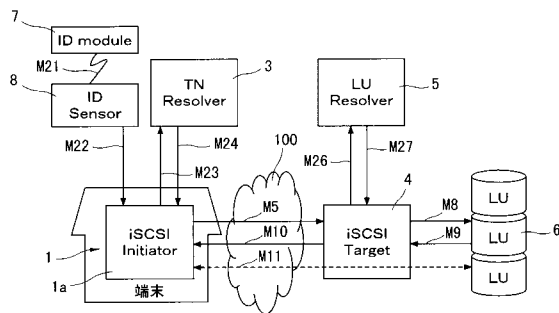 7
ID module
M21
8
ID Sensor
TN Resolver
3
LU Resolver
5
M22
M24
M23
100
M26
M27
4
M5
M8
iSCSI Initiator
M10
iSCSI Target
M9
LU
LU
LU
6
1
M11
1a
端末